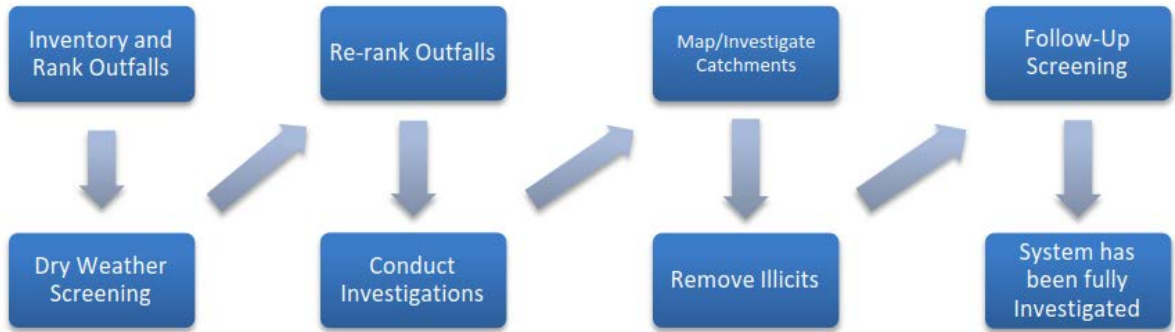 Inventory and
Rank Outfalls
Dry Weather
Screening
Re-rank Outfalls
Conduct
Investigations
Map/Investigate
Catchments
Remove Illicits
Follow-Up
Screening
System has
been fully
Investigated